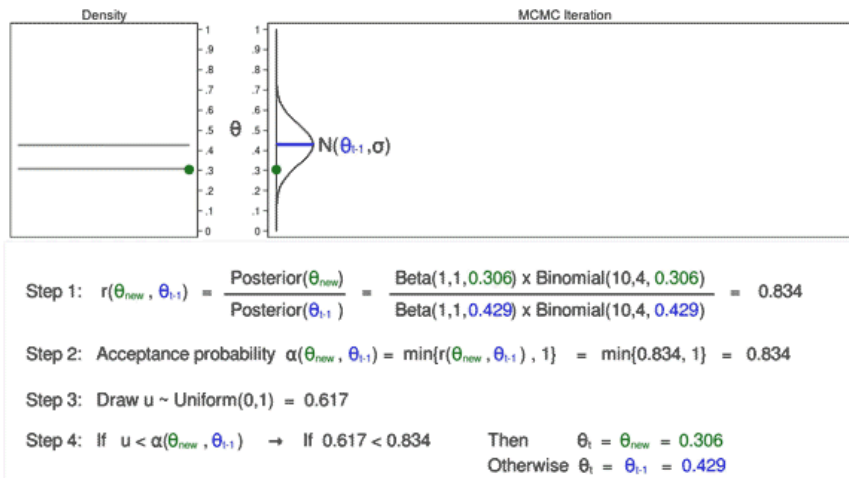 Density
MCMC Iteration
1
.9
.8
.7
.6
.5
.4
.3
.2
.1
0
θ
1
.9
.8
.7
.6
.5
.4
.3
.2
.1
0
N(θt-1,σ)
Step 1: r(θnew , θt-1) = Posterior(θnew) / Posterior(θt-1 ) = Beta(1,1,0.306) x Binomial(10,4, 0.306) / Beta(1,1,0.429) x Binomial(10,4, 0.429) = 0.834
Step 2: Acceptance probability α(θnew , θt-1) = min{r(θnew , θt-1) , 1} = min{0.834, 1} = 0.834
Step 3: Draw u ~ Uniform(0,1) = 0.617
Step 4: If u < α(θnew , θt-1) → If 0.617 < 0.834 Then θt = θnew = 0.306
Otherwise θt = θt-1 = 0.429